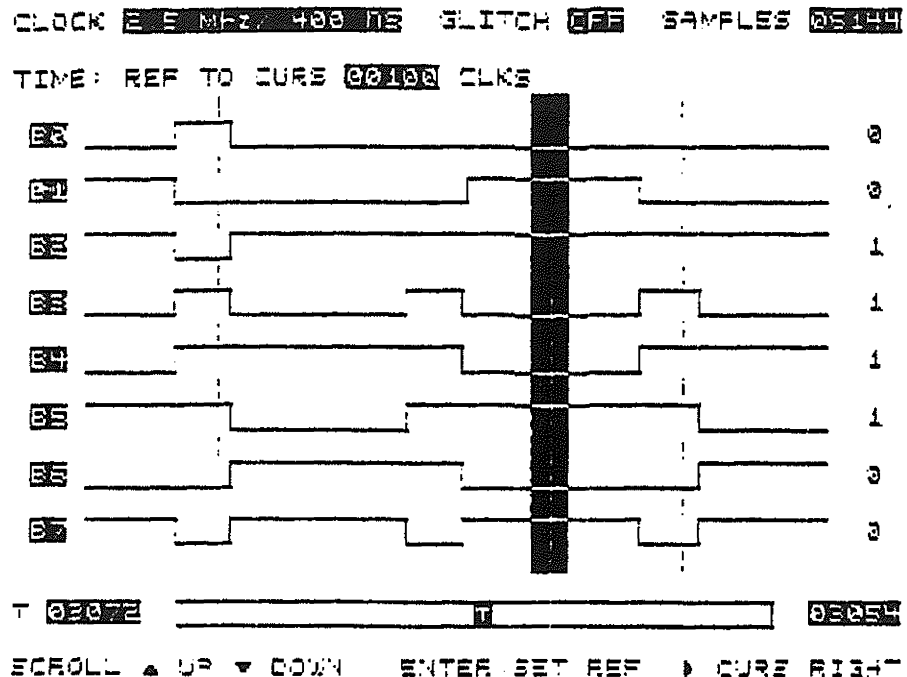 CLOCK 2.5 MHz, 400 ns GLITCH OFF SAMPLES 05144
TIME: REF TO CURS 00100 CLKS
B0 0
B1 0
B2 1
B3 1
B4 1
B5 1
B6 0
B7 0
T 03072 T 03054
SCROLL ▲ UP ▼ DOWN ENTER SET REF ▶ CURS RIGHT